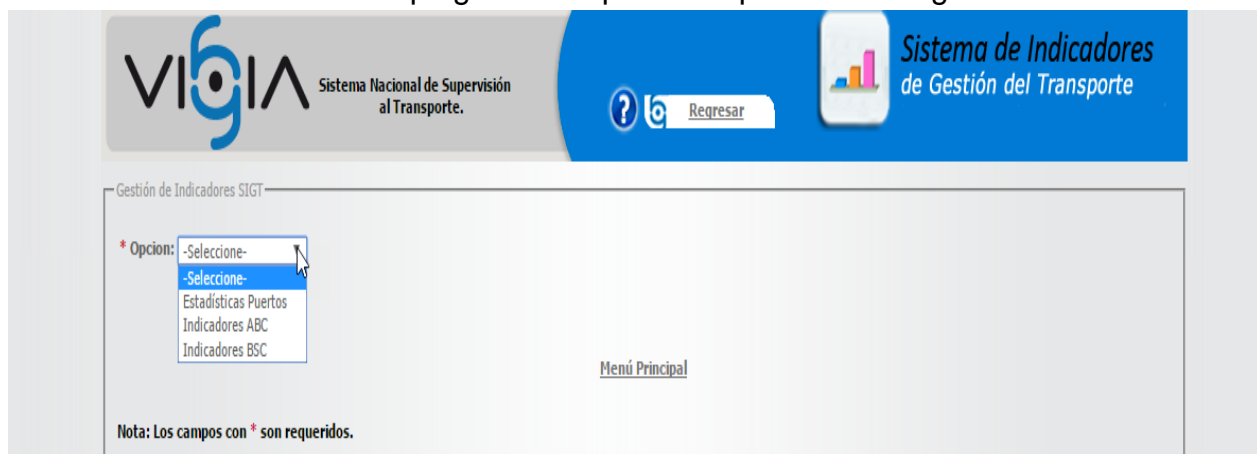 VIGIA
Sistema Nacional de Supervisión
al Transporte.
?
Regresar
Sistema de Indicadores
de Gestión del Transporte
Gestión de Indicadores SIGT
* Opcion: -Seleccione-
-Seleccione-
Estadísticas Puertos
Indicadores ABC
Indicadores BSC
Menú Principal
Nota: Los campos con * son requeridos.